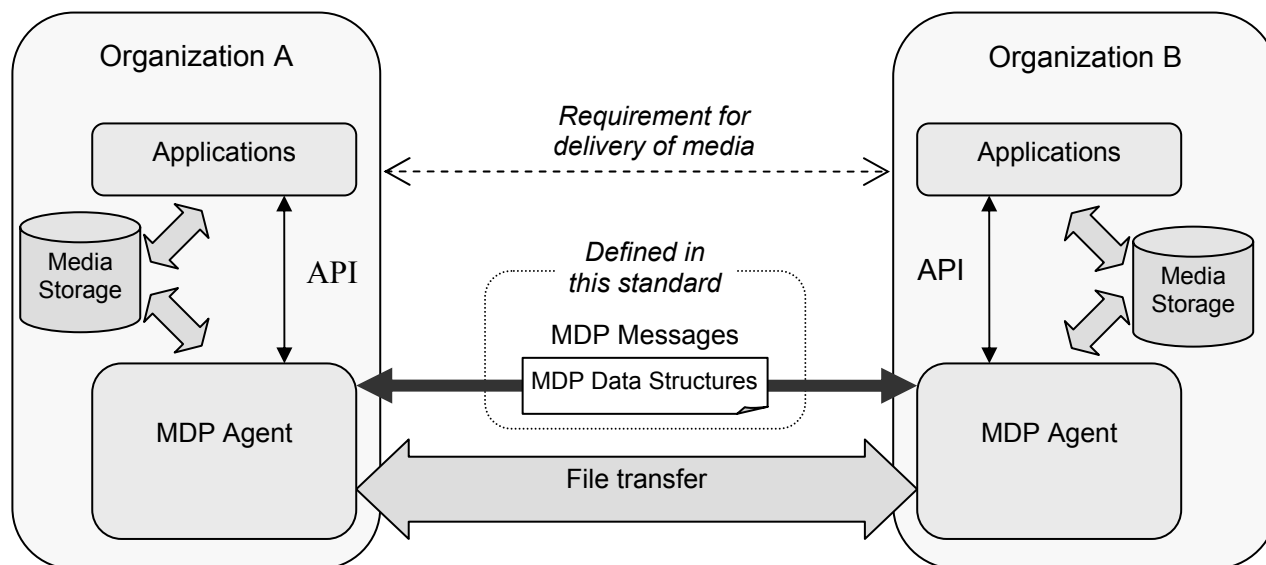 Organization A
Organization B
Requirement for
delivery of media
Applications
Applications
Media
Storage
API
Defined in
this standard
API
Media
Storage
MDP Messages
MDP Data Structures
MDP Agent
MDP Agent
File transfer